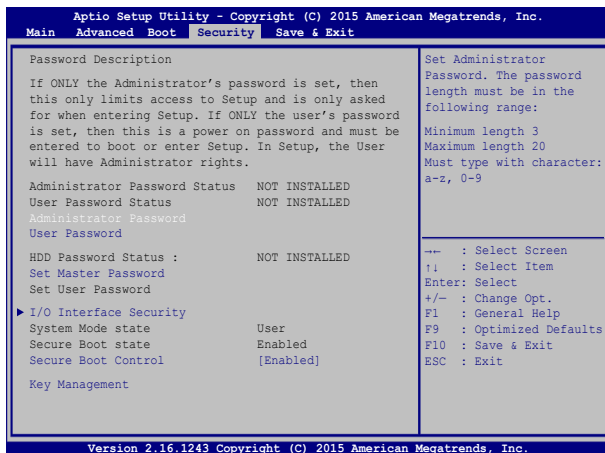 Aptio Setup Utility - Copyright (C) 2015 American Megatrends, Inc.
Main Advanced Boot Security Save & Exit
Password Description
If ONLY the Administrator's password is set, then
this only limits access to Setup and is only asked
for when entering Setup. If ONLY the user's password
is set, then this is a power on password and must be
entered to boot or enter Setup. In Setup, the User
will have Administrator rights.
Administrator Password Status NOT INSTALLED
User Password Status NOT INSTALLED
Administrator Password
User Password
HDD Password Status : NOT INSTALLED
Set Master Password
Set User Password
I/O Interface Security
System Mode state User
Secure Boot state Enabled
Secure Boot Control [Enabled]
Key Management
Set Administrator
Password. The password
length must be in the
following range:
Minimum length 3
Maximum length 20
Must type with character:
a-z, 0-9
→← : Select Screen
↑↓ : Select Item
Enter: Select
+/— : Change Opt.
F1 : General Help
F9 : Optimized Defaults
F10 : Save & Exit
ESC : Exit
Version 2.16.1243 Copyright (C) 2015 American Megatrends, Inc.